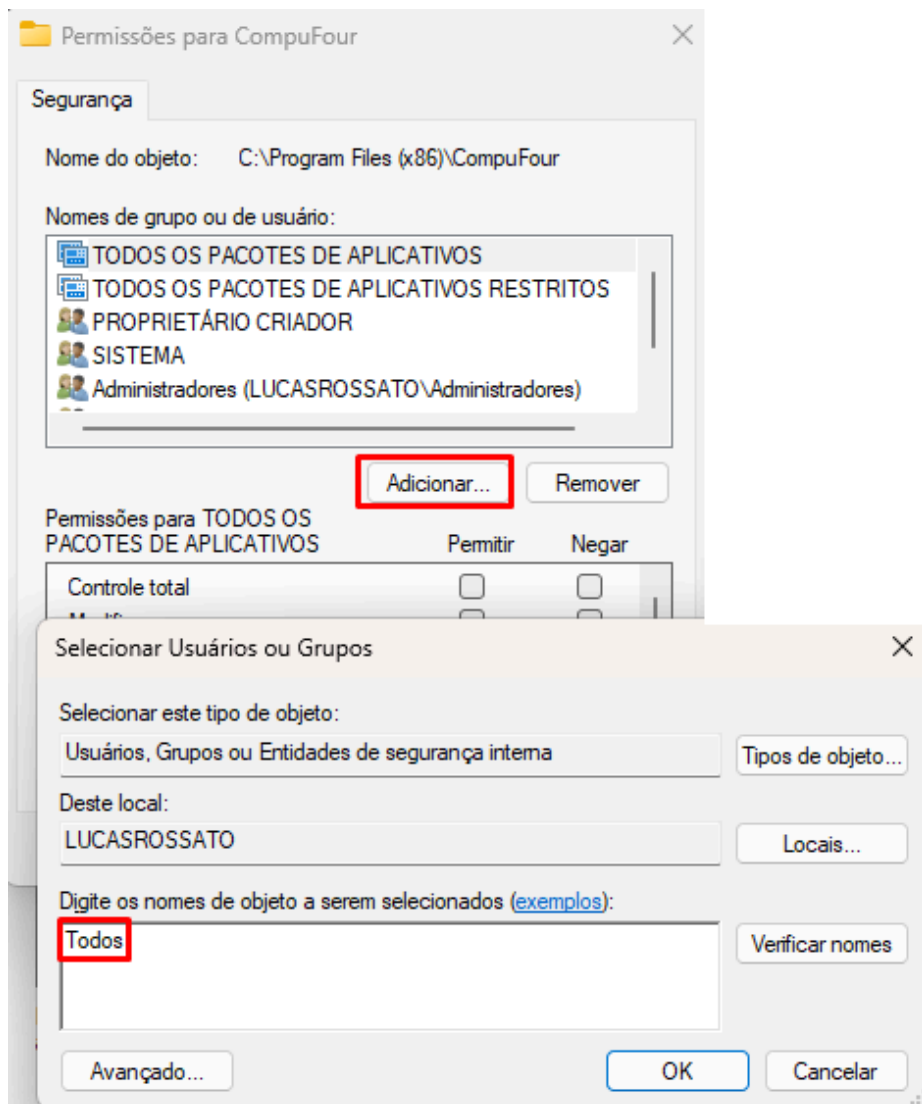 Permissões para CompuFour
Segurança
Nome do objeto: C:\Program Files (x86)\CompuFour
Nomes de grupo ou de usuário:
TODOS OS PACOTES DE APLICATIVOS
TODOS OS PACOTES DE APLICATIVOS RESTRITOS
PROPRIETÁRIO CRIADOR
SISTEMA
Administradores (LUCASROSSATO\Administradores)
Adicionar... Remover
Permissões para TODOS OS
PACOTES DE APLICATIVOS Permitir Negar
Controle total
Selecionar Usuários ou Grupos
Selecionar este tipo de objeto:
Usuários, Grupos ou Entidades de segurança interna Tipos de objeto...
Deste local:
LUCASROSSATO Locais...
Digite os nomes de objeto a serem selecionados (exemplos):
Todos Verificar nomes
Avançado... OK Cancelar